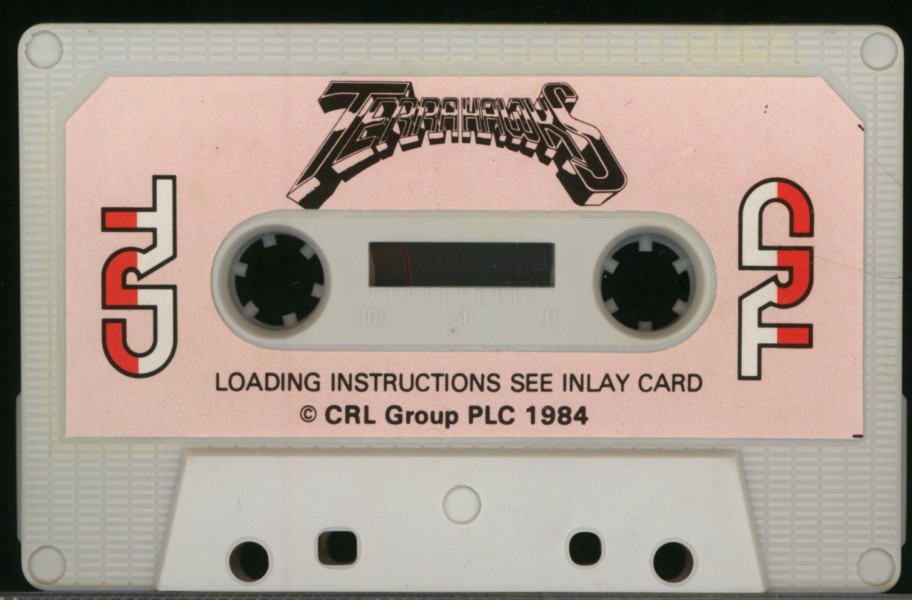 TERRAHAWKS
CRL
CRL
100 50 0
LOADING INSTRUCTIONS SEE INLAY CARD
© CRL Group PLC 1984